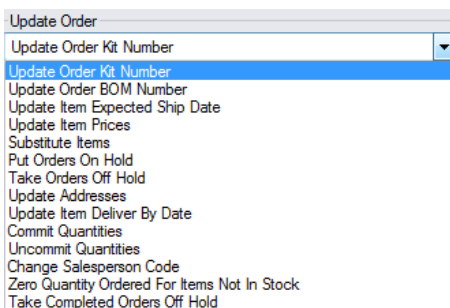 Update Order
Update Order Kit Number
Update Order Kit Number
Update Order BOM Number
Update Item Expected Ship Date
Update Item Prices
Substitute Items
Put Orders On Hold
Take Orders Off Hold
Update Addresses
Update Item Deliver By Date
Commit Quantities
Uncommit Quantities
Change Salesperson Code
Zero Quantity Ordered For Items Not In Stock
Take Completed Orders Off Hold